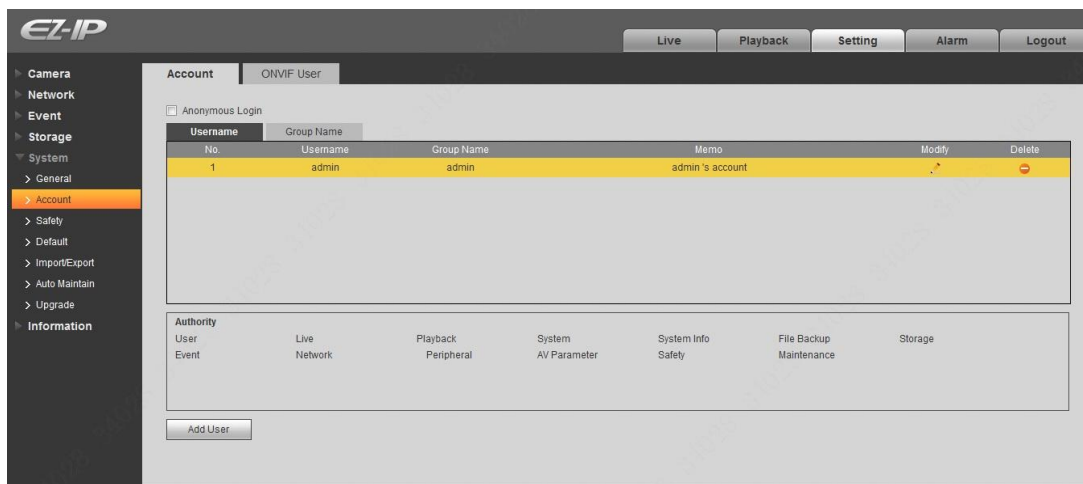 EZ-IP
Live Playback Setting Alarm Logout
Camera
Network
Event
Storage
System
General
Account
Safety
Default
Import/Export
Auto Maintain
Upgrade
Information
Account ONVIF User
Anonymous Login
Username Group Name
No. Username Group Name Memo Modify Delete
1 admin admin admin 's account
Authority
User Live Playback System System Info File Backup Storage
Event Network Peripheral AV Parameter Safety Maintenance
Add User